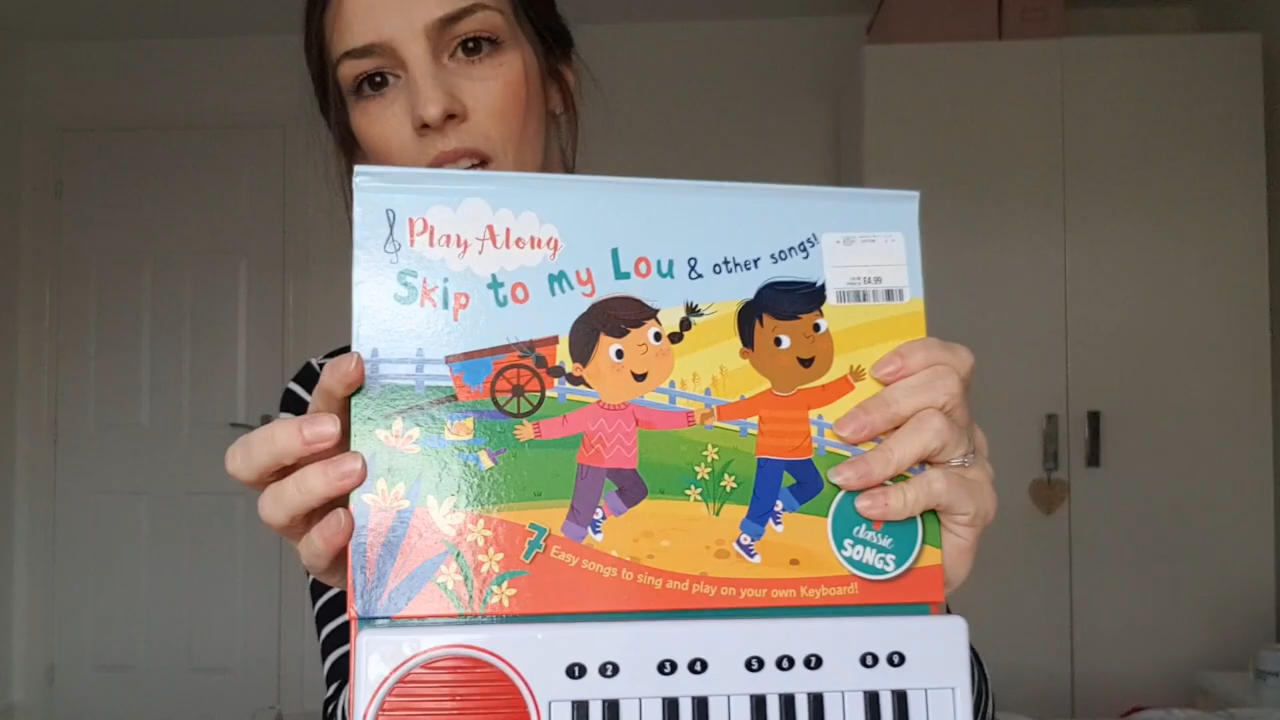 Play Along
Skip to my Lou & other songs!
£4.99
7 Easy songs to sing and play on your own Keyboard!
classic
SONGS
1 2 3 4 5 6 7 8 9